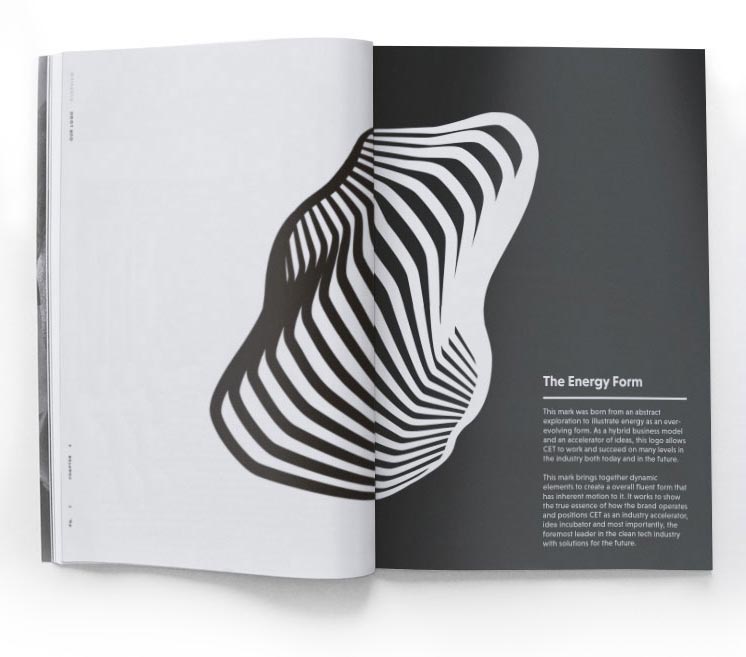 OUR LOGO
The Energy Form
This mark was born from an abstract
exploration to illustrate energy as an ever-
evolving form. As a hybrid business model
and an accelerator of ideas, this logo allows
CET to work and succeed on many levels in
the industry both today and in the future.
This mark brings together dynamic
elements to create a overall fluent form that
has inherent motion to it. It works to show
the true essence of how the brand operates
and positions CET as an industry accelerator,
idea incubator and most importantly, the
foremost leader in the clean tech industry
with solutions for the future.